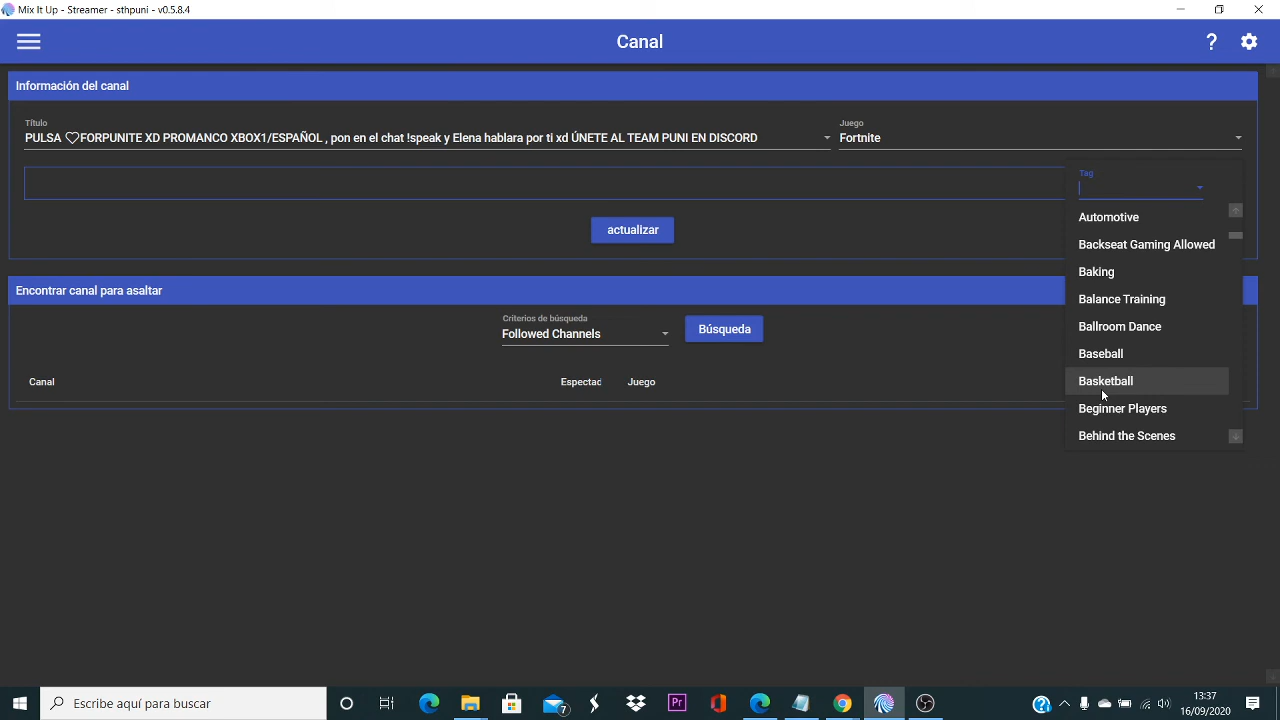 Mix It Up - Streamer - sthpuni - v0.5.8.4
Canal
?
Información del canal
Título
PULSA ♡FORPUNITE XD PROMANCO XBOX1/ESPAÑOL , pon en el chat !speak y Elena hablara por ti xd ÚNETE AL TEAM PUNI EN DISCORD
Juego
Fortnite
Tag
Automotive
Backseat Gaming Allowed
Baking
Balance Training
Ballroom Dance
Baseball
Basketball
Beginner Players
Behind the Scenes
actualizar
Encontrar canal para asaltar
Criterios de búsqueda
Followed Channels
Búsqueda
Canal
Espectad
Juego
Escribe aquí para buscar
7
Pr
?
13:37
16/09/2020